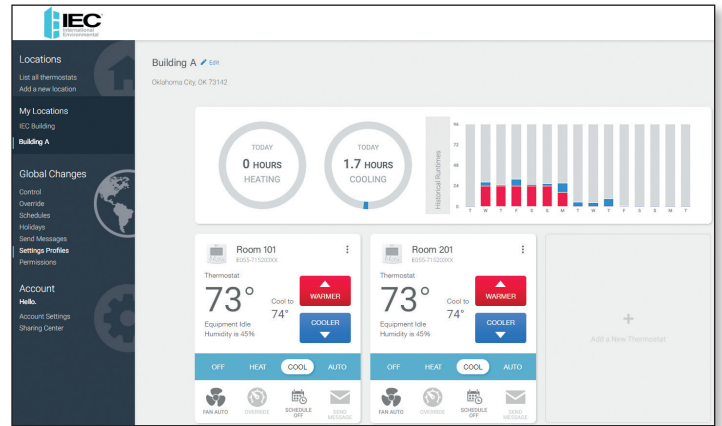 IEC
International
Environmental
Locations
List all thermostats
Add a new location
My Locations
IEC Building
Building A
Global Changes
Control
Override
Schedules
Holidays
Send Messages
Settings Profiles
Permissions
Account
Hello.
Account Settings
Sharing Center
Building A Edit
Oklahoma City, OK 73142
TODAY
0 HOURS
HEATING
TODAY
1.7 HOURS
COOLING
Historical Runtimes
96
72
48
24
0
T W T F S S M T W T F S S M T
Room 101
Thermostat
73°
Cool to
74°
WARMER
COOLER
Equipment Idle
Humidity is 45%
OFF HEAT COOL AUTO
FAN AUTO
OVERRIDE
SCHEDULE
OFF
SEND
MESSAGE
Room 201
Thermostat
73°
Cool to
74°
WARMER
COOLER
Equipment Idle
Humidity is 45%
OFF HEAT COOL AUTO
FAN AUTO
OVERRIDE
SCHEDULE
OFF
SEND
MESSAGE
+
Add a New Thermostat